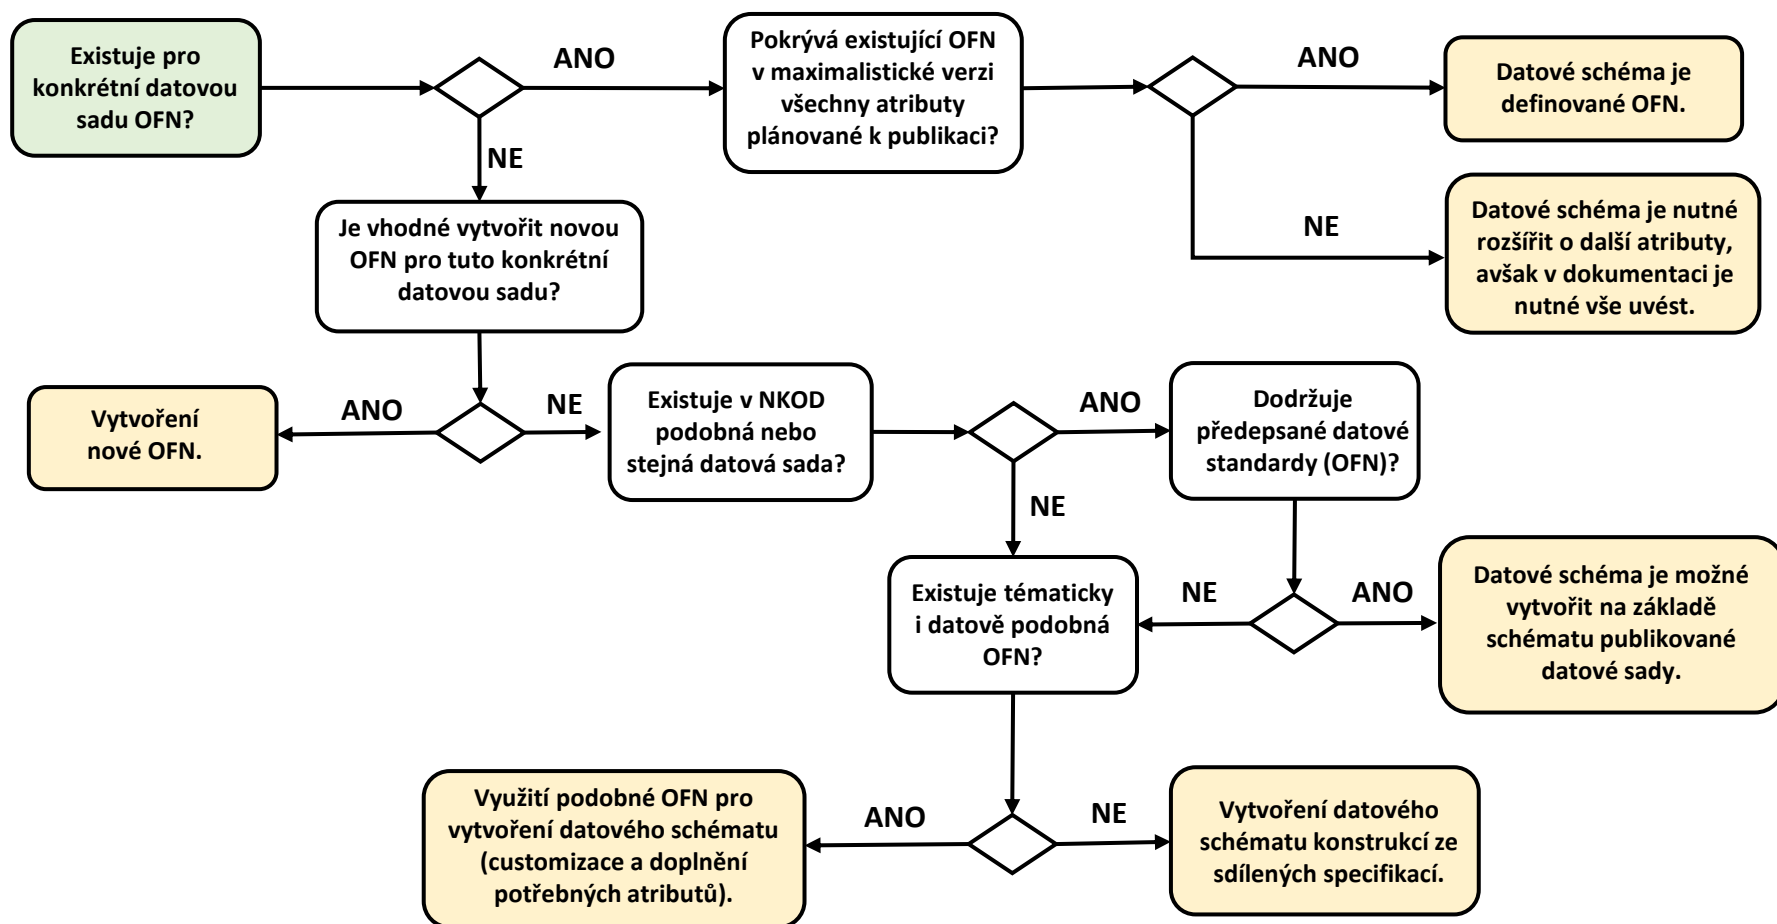 Existuje pro
konkrétní datovou
sadu OFN?
ANO
Pokrývá existující OFN
v maximalistické verzi
všechny atributy
plánované k publikaci?
ANO
Datové schéma je
definované OFN.
NE
Je vhodné vytvořit novou
OFN pro tuto konkrétní
datovou sadu?
NE
Datové schéma je nutné
rozšířit o další atributy,
avšak v dokumentaci je
nutné vše uvést.
Vytvoření
nové OFN.
ANO
NE
Existuje v NKOD
podobná nebo
stejná datová sada?
ANO
Dodržuje
předepsané datové
standardy (OFN)?
NE
Existuje tématicky
i datově podobná
OFN?
NE
ANO
Datové schéma je možné
vytvořit na základě
schématu publikované
datové sady.
Využití podobné OFN pro
vytvoření datového schématu
(customizace a doplnění
potřebných atributů).
ANO
NE
Vytvoření datového
schématu konstrukcí ze
sdílených specifikací.